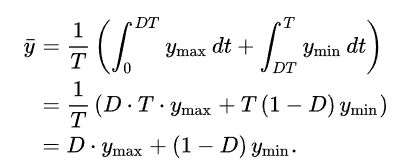 ȳ = 1/T (∫₀^{DT} y_max dt + ∫_{DT}^{T} y_min dt)
= 1/T (D · T · y_max + T (1 − D) y_min)
= D · y_max + (1 − D) y_min.